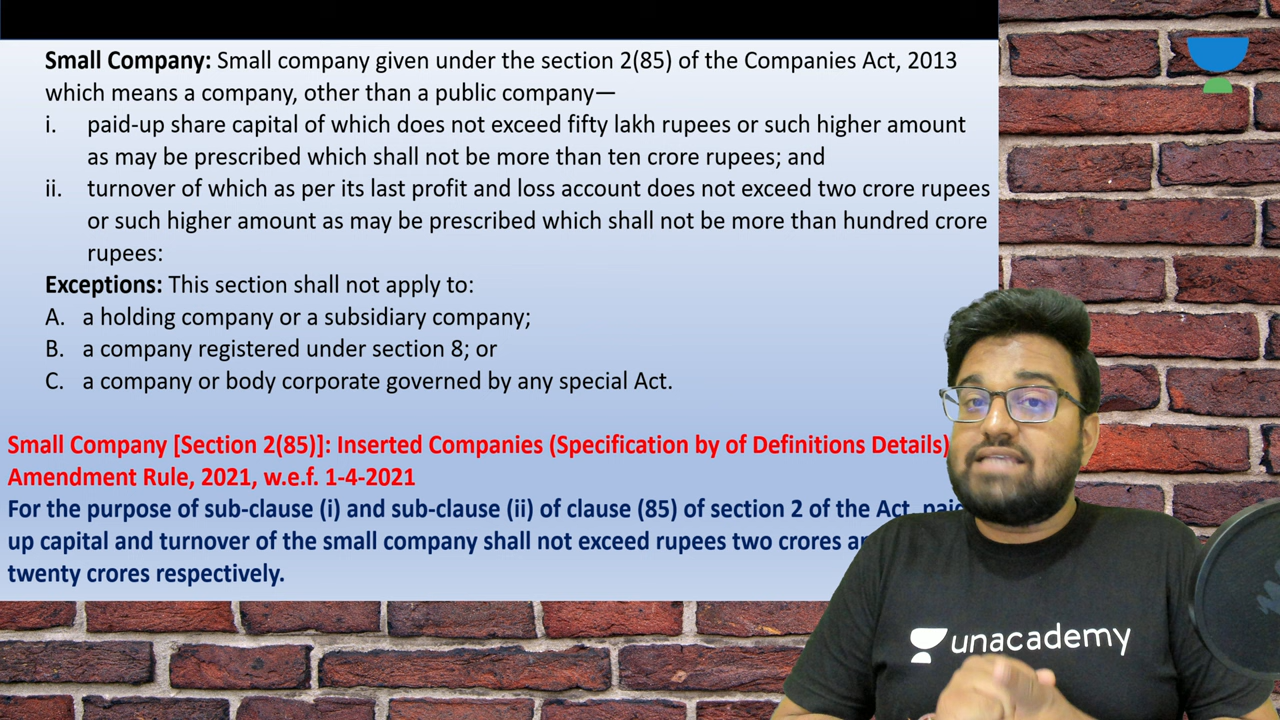 Small Company: Small company given under the section 2(85) of the Companies Act, 2013
which means a company, other than a public company—
i. paid-up share capital of which does not exceed fifty lakh rupees or such higher amount
as may be prescribed which shall not be more than ten crore rupees; and
ii. turnover of which as per its last profit and loss account does not exceed two crore rupees
or such higher amount as may be prescribed which shall not be more than hundred crore
rupees:
Exceptions: This section shall not apply to:
A. a holding company or a subsidiary company;
B. a company registered under section 8; or
C. a company or body corporate governed by any special Act.
Small Company [Section 2(85)]: Inserted Companies (Specification by of Definitions Details)
Amendment Rule, 2021, w.e.f. 1-4-2021
For the purpose of sub-clause (i) and sub-clause (ii) of clause (85) of section 2 of the Act,
up capital and turnover of the small company shall not exceed rupees two crores
twenty crores respectively.
unacademy